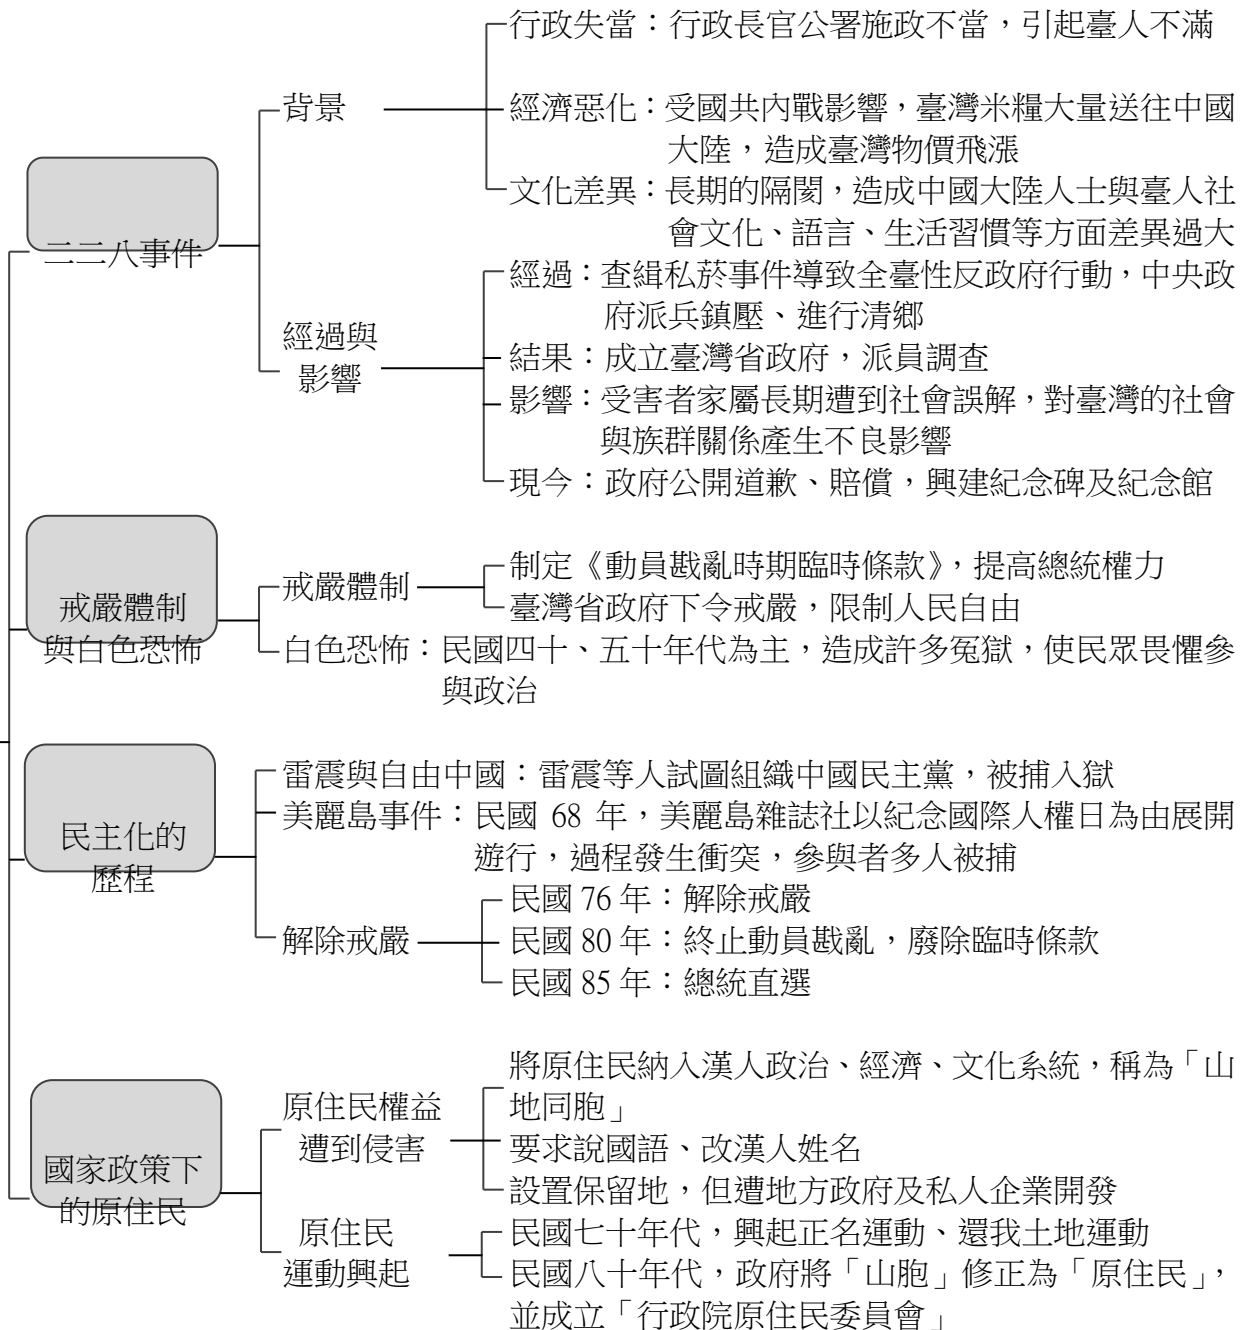 二二八事件
背景
行政失當：行政長官公署施政不當，引起臺人不滿
經濟惡化：受國共內戰影響，臺灣米糧大量送往中國
大陸，造成臺灣物價飛漲
文化差異：長期的隔閡，造成中國大陸人士與臺人社
會文化、語言、生活習慣等方面差異過大
經過與
影響
經過：查緝私菸事件導致全臺性反政府行動，中央政
府派兵鎮壓、進行清鄉
結果：成立臺灣省政府，派員調查
影響：受害者家屬長期遭到社會誤解，對臺灣的社會
與族群關係產生不良影響
現今：政府公開道歉、賠償，興建紀念碑及紀念館
戒嚴體制
與白色恐怖
戒嚴體制
制定《動員戡亂時期臨時條款》，提高總統權力
臺灣省政府下令戒嚴，限制人民自由
白色恐怖：民國四十、五十年代為主，造成許多冤獄，使民眾畏懼參
與政治
民主化的
歷程
雷震與自由中國：雷震等人試圖組織中國民主黨，被捕入獄
美麗島事件：民國 68 年，美麗島雜誌社以紀念國際人權日為由展開
遊行，過程發生衝突，參與者多人被捕
解除戒嚴
民國 76 年：解除戒嚴
民國 80 年：終止動員戡亂，廢除臨時條款
民國 85 年：總統直選
國家政策下
的原住民
原住民權益
遭到侵害
將原住民納入漢人政治、經濟、文化系統，稱為「山
地同胞」
要求說國語、改漢人姓名
設置保留地，但遭地方政府及私人企業開發
原住民
運動興起
民國七十年代，興起正名運動、還我土地運動
民國八十年代，政府將「山胞」修正為「原住民」，
並成立「行政院原住民委員會」